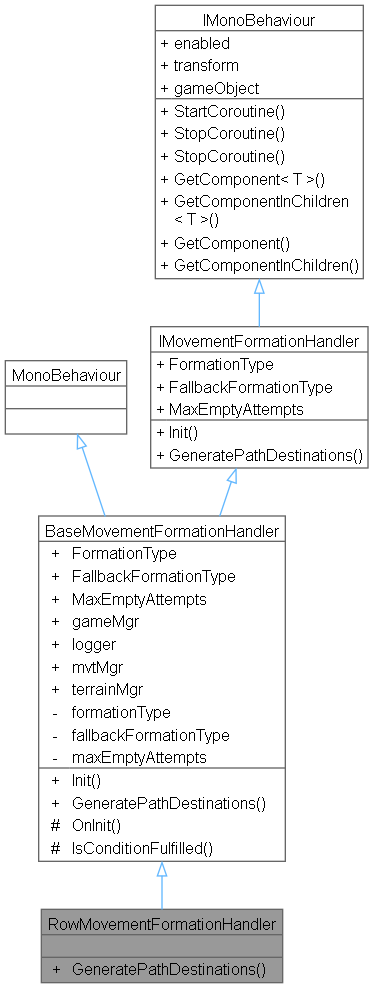 IMonoBehaviour
+ enabled
+ transform
+ gameObject
+ StartCoroutine()
+ StopCoroutine()
+ StopCoroutine()
+ GetComponent< T >()
+ GetComponentInChildren
< T >()
+ GetComponent()
+ GetComponentInChildren()
IMovementFormationHandler
+ FormationType
+ FallbackFormationType
+ MaxEmptyAttempts
+ Init()
+ GeneratePathDestinations()
MonoBehaviour
BaseMovementFormationHandler
+ FormationType
+ FallbackFormationType
+ MaxEmptyAttempts
+ gameMgr
+ logger
+ mvtMgr
+ terrainMgr
- formationType
- fallbackFormationType
- maxEmptyAttempts
+ Init()
+ GeneratePathDestinations()
# OnInit()
# IsConditionFulfilled()
RowMovementFormationHandler
+ GeneratePathDestinations()